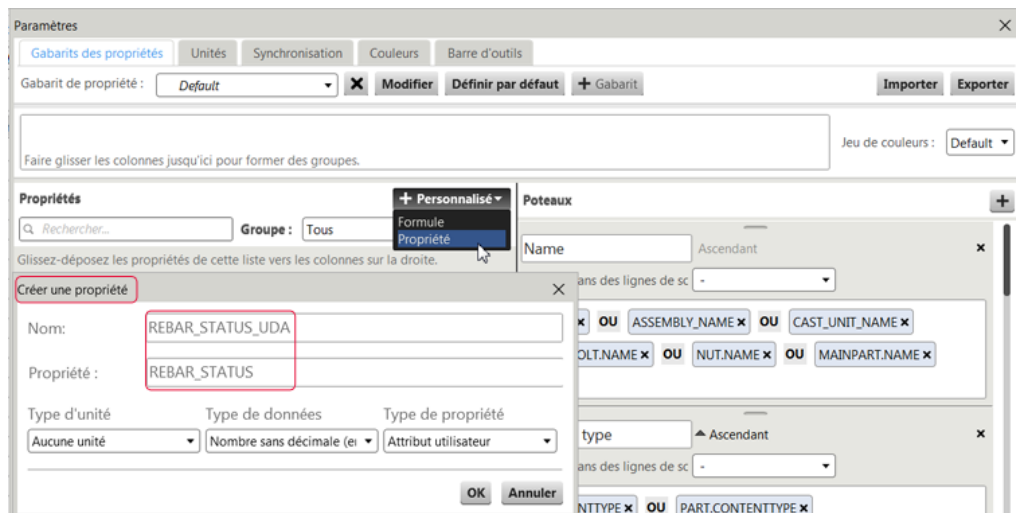 Paramètres
Gabarits des propriétés Unités Synchronisation Couleurs Barre d'outils
Gabarit de propriété : Default Modifier Définir par défaut + Gabarit Importer Exporter
Faire glisser les colonnes jusqu'ici pour former des groupes.
Jeu de couleurs : Default
Propriétés + Personnalisé Poteaux
Rechercher... Groupe : Tous
Formule
Propriété
Glissez-déposez les propriétés de cette liste vers les colonnes sur la droite.
Name Ascendant
ans des lignes de sc -
OU ASSEMBLY_NAME OU CAST_UNIT_NAME
OLT.NAME OU NUT.NAME OU MAINPART.NAME
type Ascendant
ans des lignes de sc -
NTTYPE OU PART.CONTENTTYPE
Créer une propriété
Nom: REBAR_STATUS_UDA
Propriété : REBAR_STATUS
Type d'unité Type de données Type de propriété
Aucune unité Nombre sans décimale (er Attribut utilisateur
OK Annuler